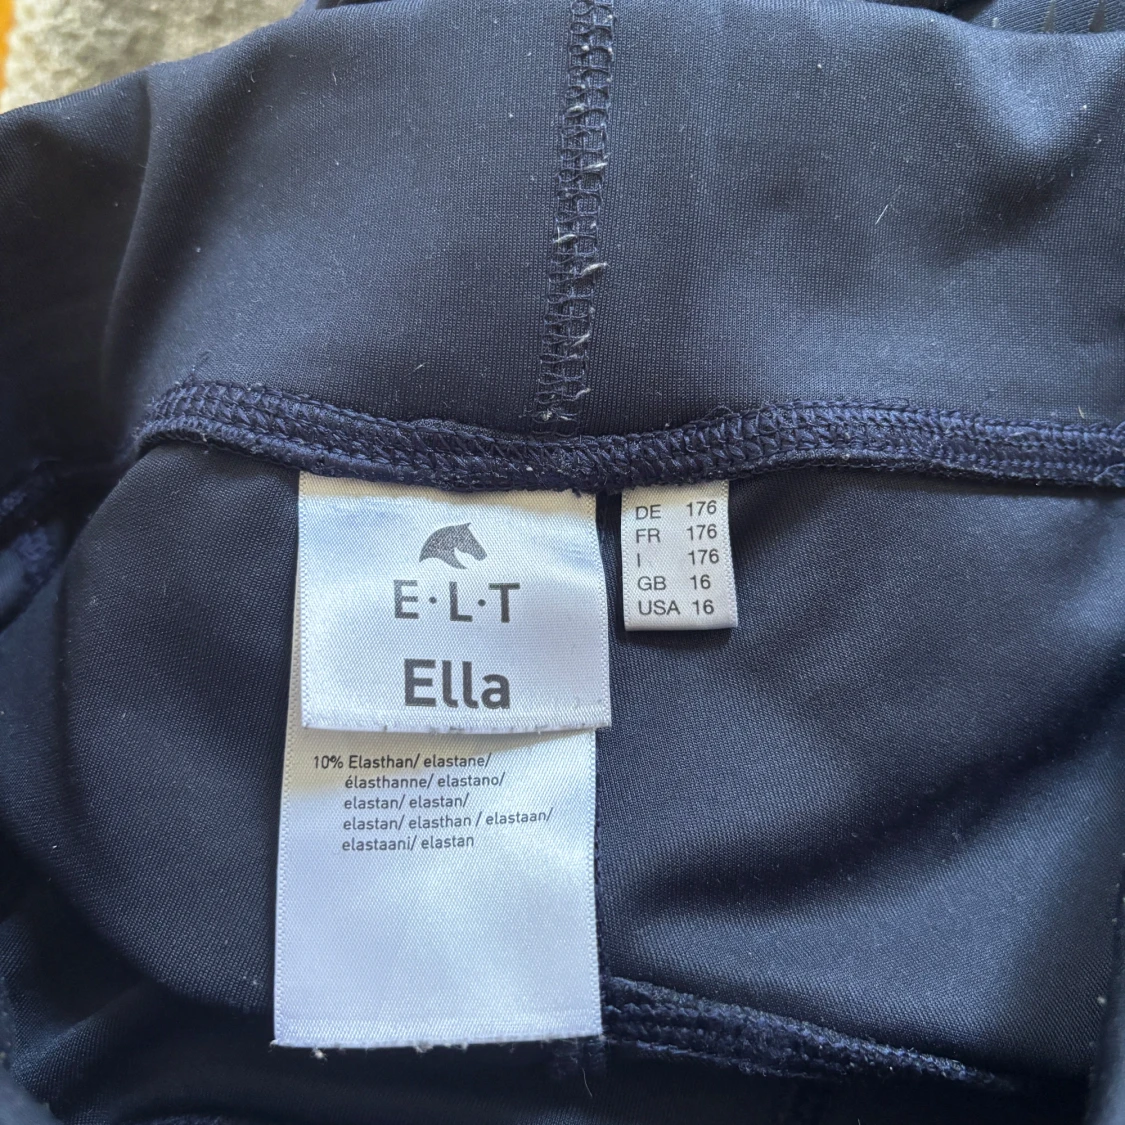 E·L·T
Ella
10% Elasthan/ elastane/
élasthanne/ elastano/
elastan/ elastan/
elastan/ elasthan / elastaan/
elastaani/ elastan
DE 176
FR 176
I 176
GB 16
USA 16